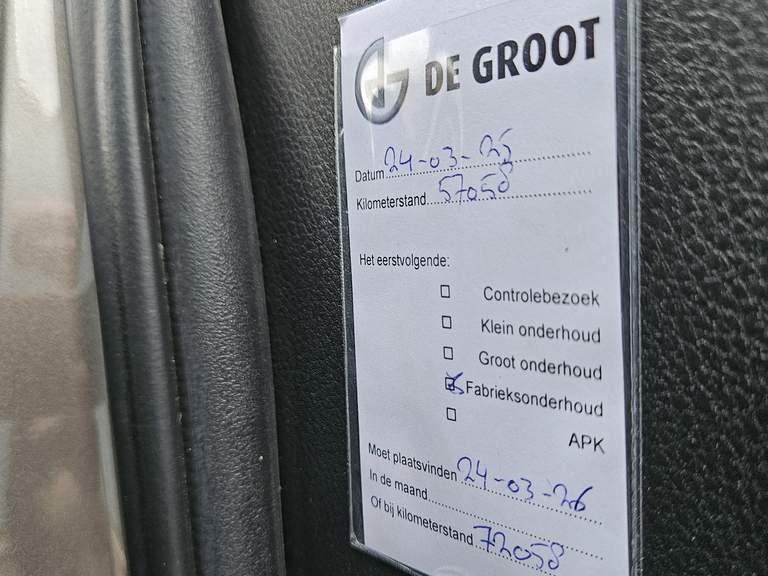 DE GROOT
Datum 24-03-25
Kilometerstand 57058
Het eerstvolgende:
Controlebezoek
Klein onderhoud
Groot onderhoud
Fabrieksonderhoud
APK
Moet plaatsvinden 24-03-26
In de maand
Of bij kilometerstand 72058